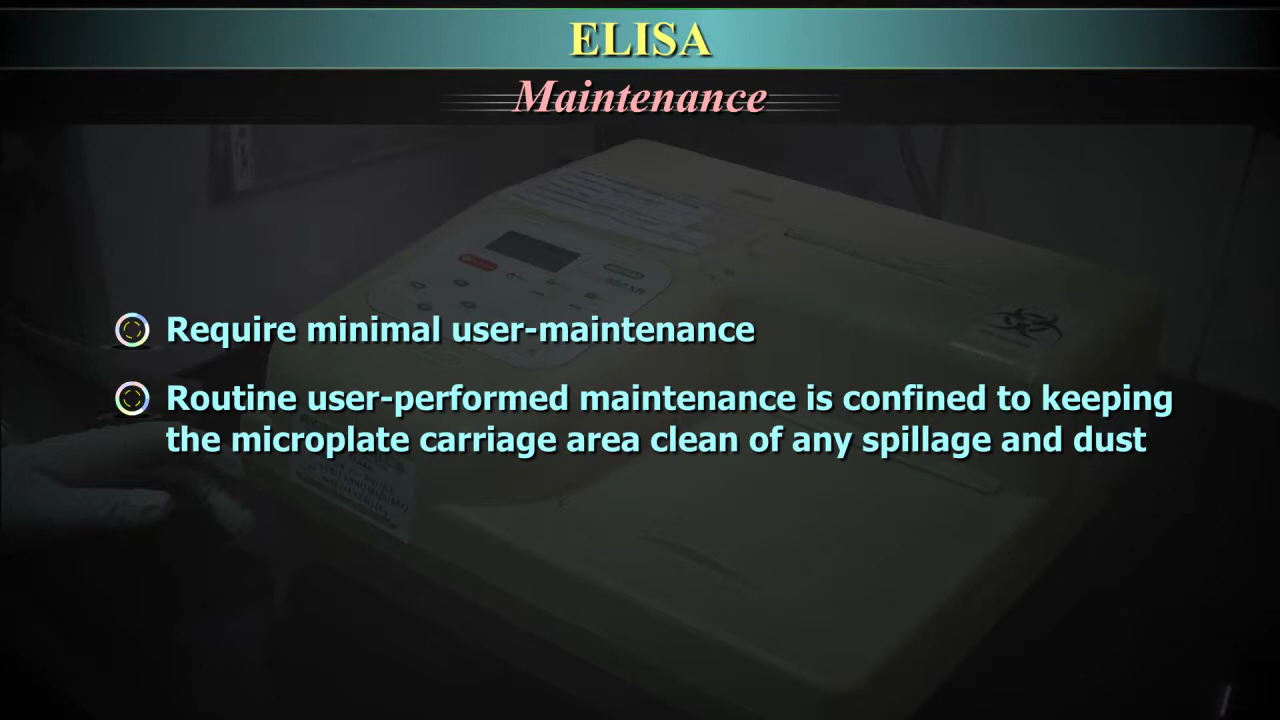 ELISA
Maintenance
Require minimal user-maintenance
Routine user-performed maintenance is confined to keeping
the microplate carriage area clean of any spillage and dust